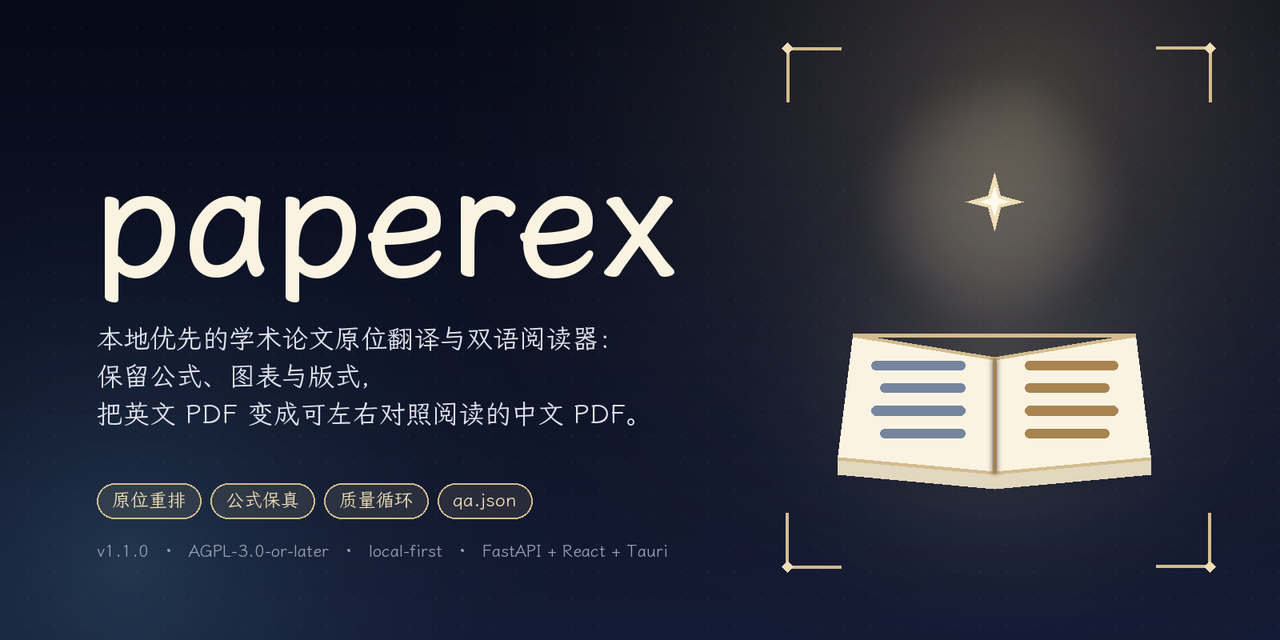 paperex
本地优先的学术论文原位翻译与双语阅读器：
保留公式、图表与版式，
把英文 PDF 变成可左右对照阅读的中文 PDF。
原位重排 公式保真 质量循环 qa.json
v1.1.0 • AGPL-3.0-or-later • local-first • FastAPI + React + Tauri